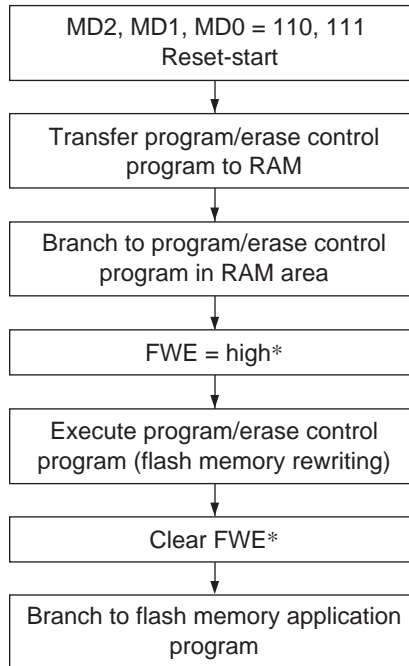 MD2, MD1, MD0 = 110, 111
Reset-start
Transfer program/erase control
program to RAM
Branch to program/erase control
program in RAM area
FWE = high*
Execute program/erase control
program (flash memory rewriting)
Clear FWE*
Branch to flash memory application
program